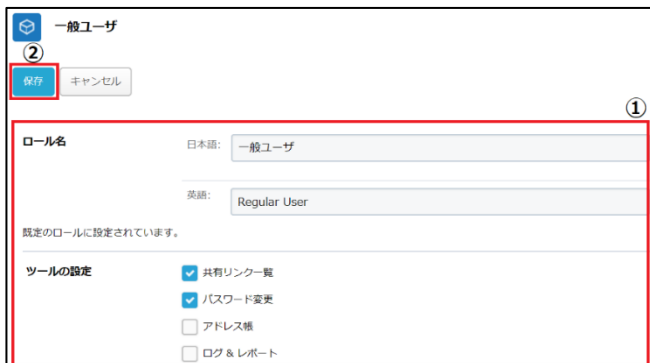 一般ユーザ
②
保存 キャンセル
①
ロール名 日本語: 一般ユーザ
英語: Regular User
既定のロールに設定されています。
ツールの設定 共有リンク一覧
パスワード変更
アドレス帳
ログ & レポート